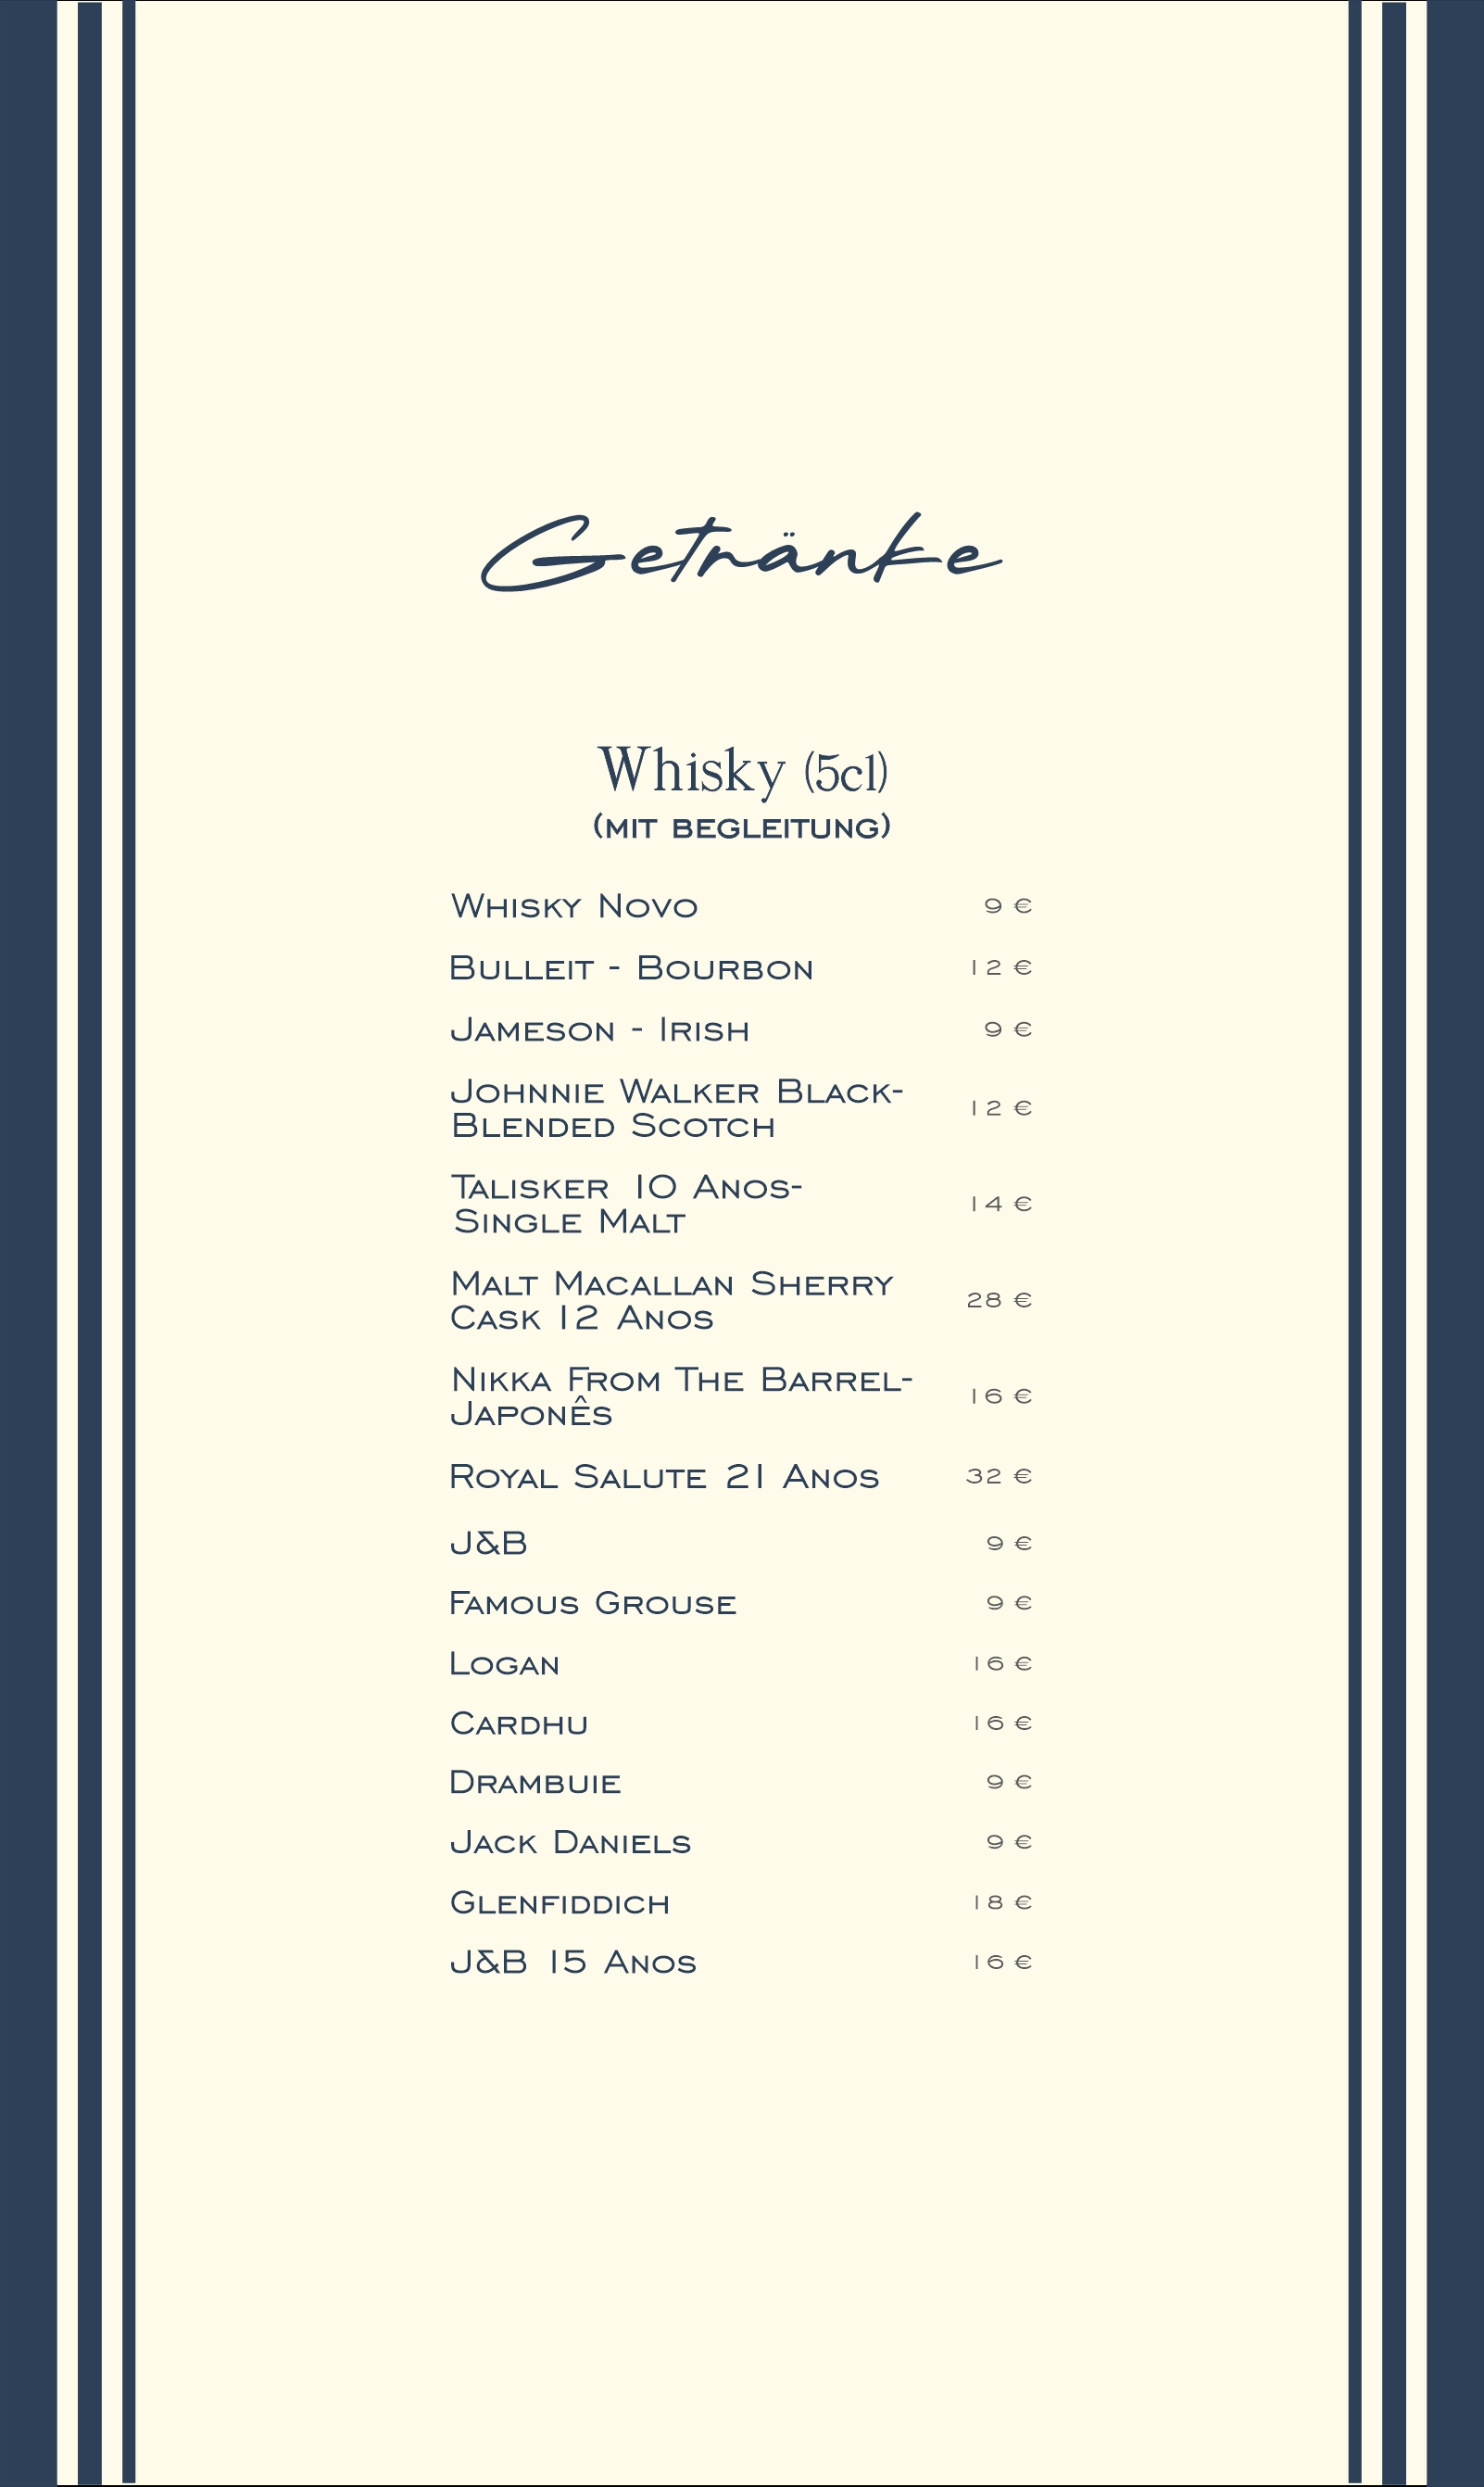 Getränke
Whisky (5cl)
(MIT BEGLEITUNG)
Whisky Novo 9 €
Bulleit - Bourbon 12 €
Jameson - Irish 9 €
Johnnie Walker Black-
Blended Scotch 12 €
Talisker 10 Anos-
Single Malt 14 €
Malt Macallan Sherry
Cask 12 Anos 28 €
Nikka From The Barrel-
Japonês 16 €
Royal Salute 21 Anos 32 €
J&B 9 €
Famous Grouse 9 €
Logan 16 €
Cardhu 16 €
Drambuie 9 €
Jack Daniels 9 €
Glenfiddich 18 €
J&B 15 Anos 16 €